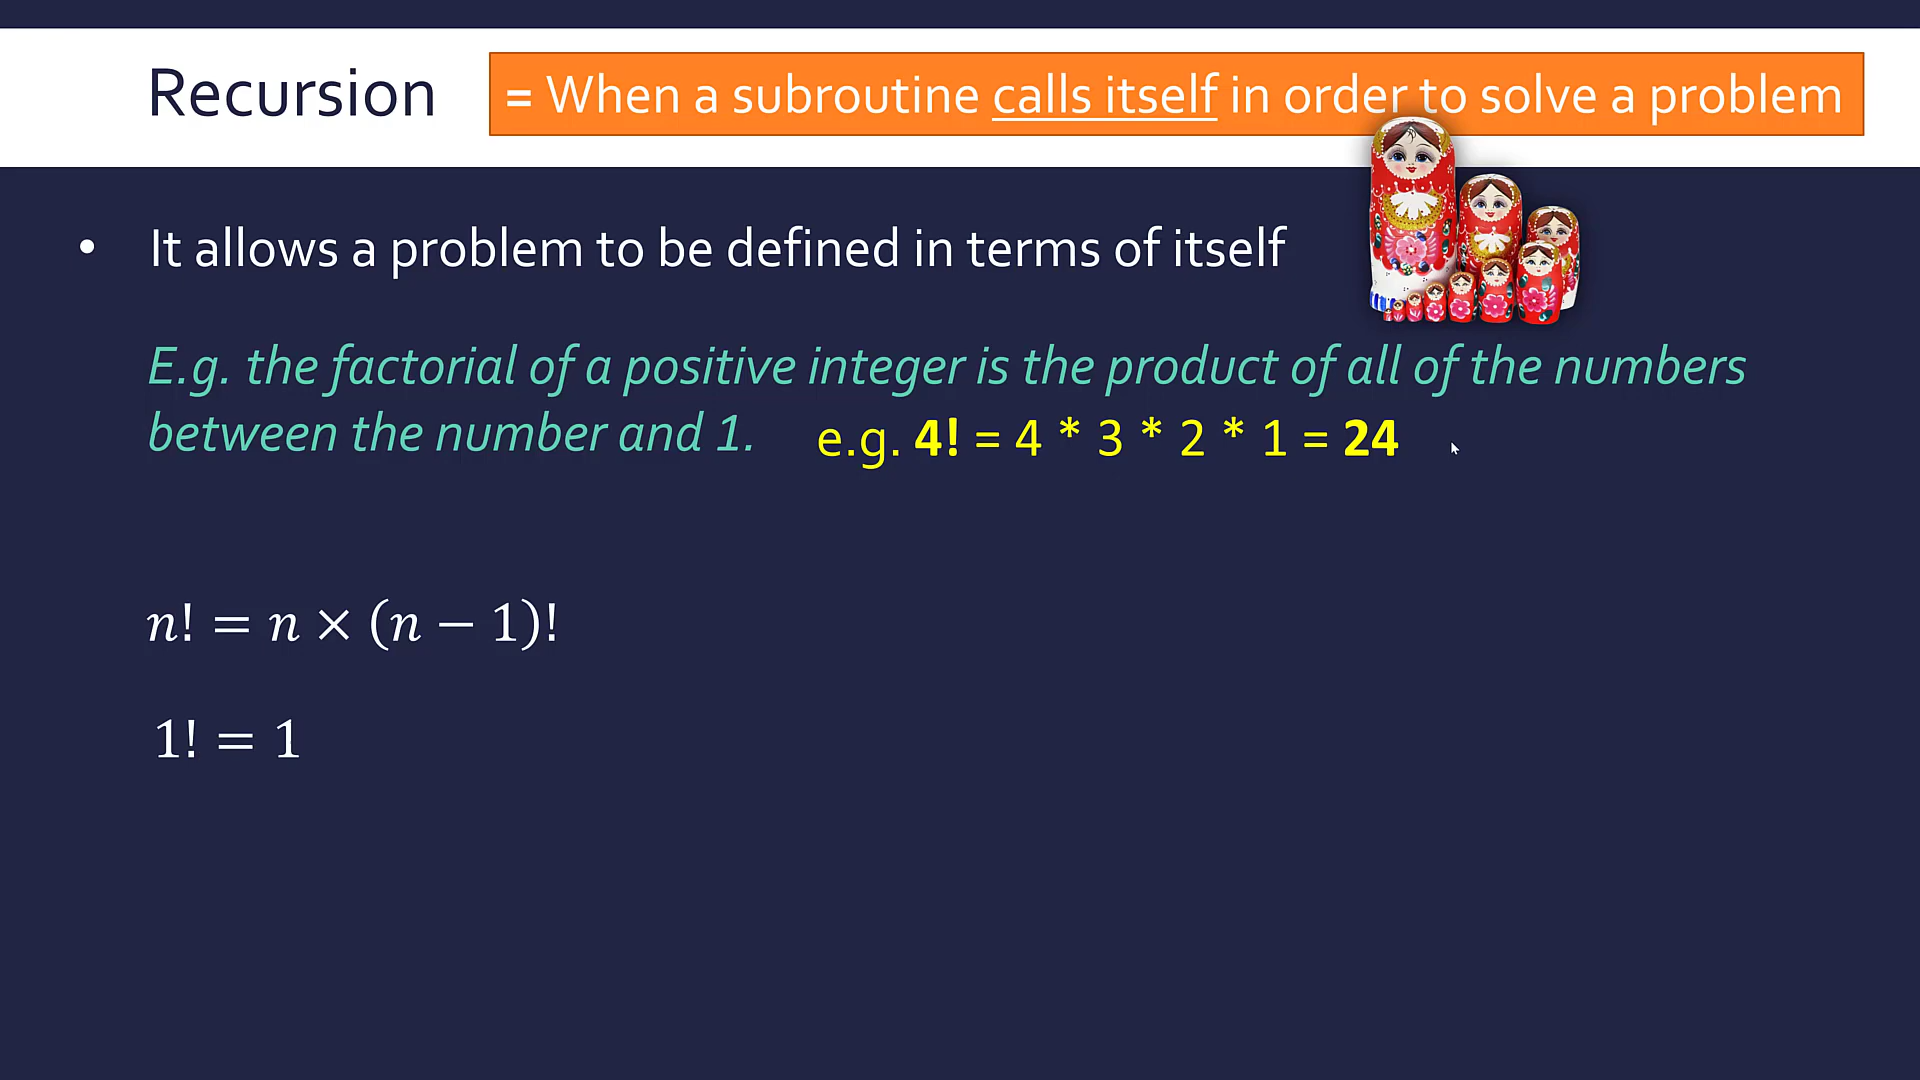 Recursion
= When a subroutine calls itself in order to solve a problem
• It allows a problem to be defined in terms of itself
E.g. the factorial of a positive integer is the product of all of the numbers
between the number and 1.
e.g. 4! = 4 * 3 * 2 * 1 = 24
n! = n × (n − 1)!
1! = 1